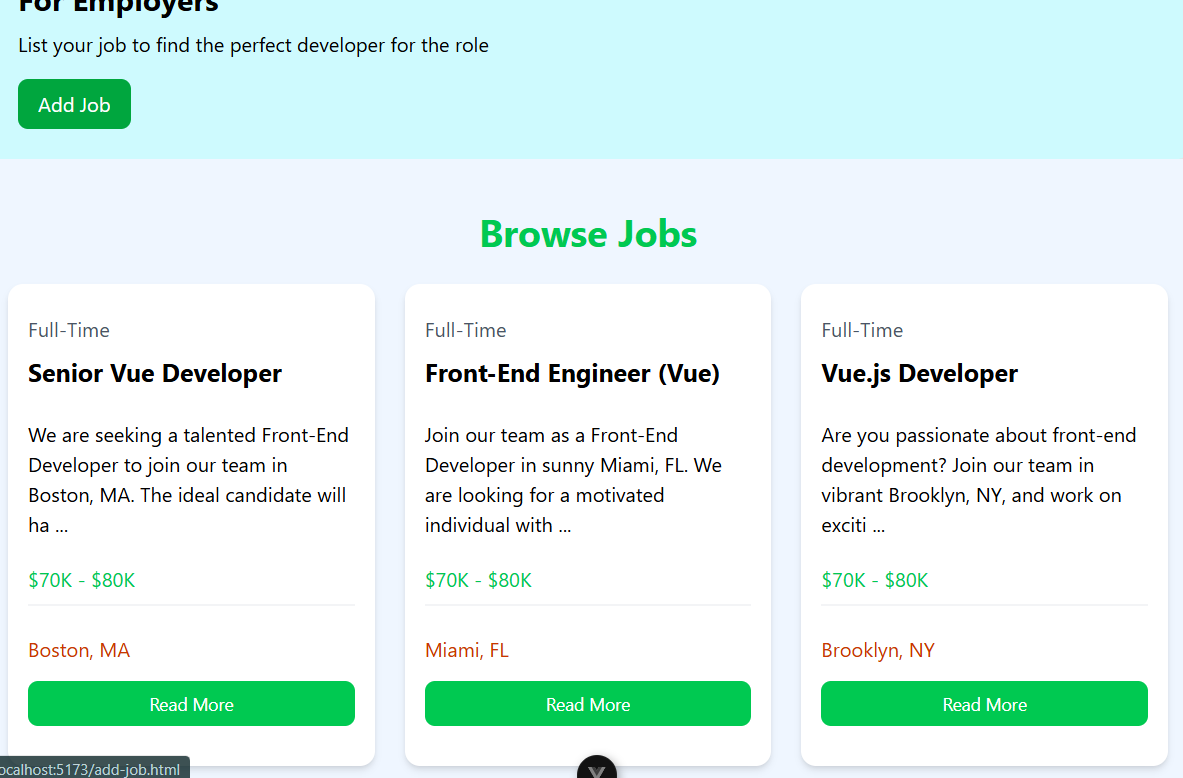 For Employers
List your job to find the perfect developer for the role
Add Job
Browse Jobs
Full-Time
Senior Vue Developer
We are seeking a talented Front-End
Developer to join our team in
Boston, MA. The ideal candidate will
ha ...
$70K - $80K
Boston, MA
Read More
Full-Time
Front-End Engineer (Vue)
Join our team as a Front-End
Developer in sunny Miami, FL. We
are looking for a motivated
individual with ...
$70K - $80K
Miami, FL
Read More
Full-Time
Vue.js Developer
Are you passionate about front-end
development? Join our team in
vibrant Brooklyn, NY, and work on
exciti ...
$70K - $80K
Brooklyn, NY
Read More
ocalhost:5173/add-job.html